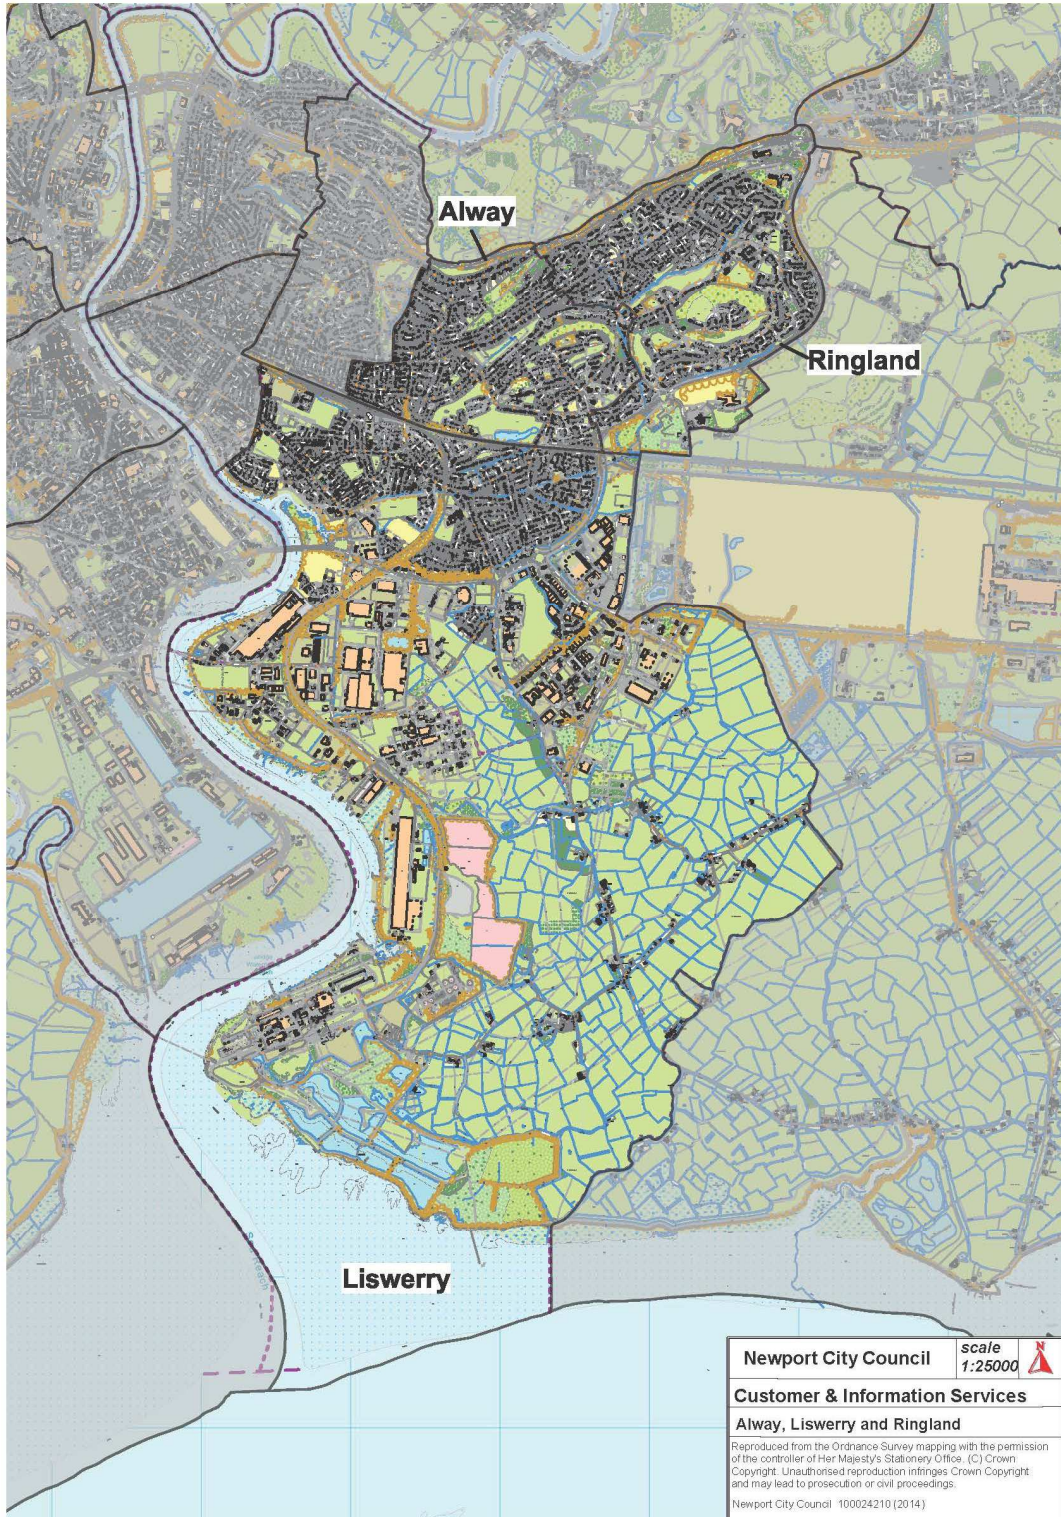 Alway
Ringland
Liswerry
Newport City Council
scale
1:25000
N
Customer & Information Services
Alway, Liswerry and Ringland
Reproduced from the Ordnance Survey mapping with the permission
of the controller of Her Majesty's Stationery Office. (C) Crown
Copyright. Unauthorised reproduction infringes Crown Copyright
and may lead to prosecution or civil proceedings.
Newport City Council 100024210 (2014)